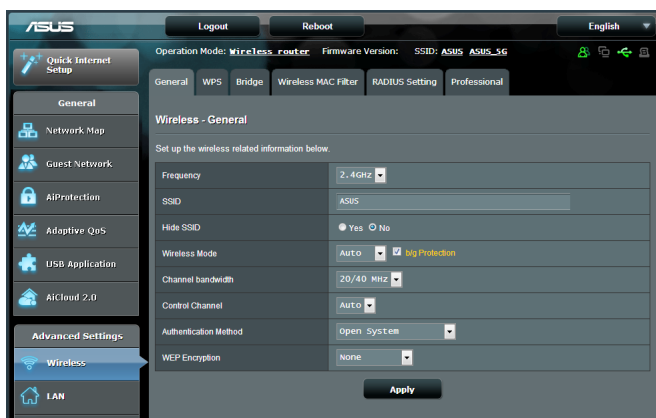 ASUS
Logout
Reboot
English
Quick Internet
Setup
Operation Mode: Wireless router Firmware Version: SSID: ASUS ASUS_5G
General
WPS
Bridge
Wireless MAC Filter
RADIUS Setting
Professional
General
Network Map
Guest Network
AiProtection
Adaptive QoS
USB Application
AiCloud 2.0
Advanced Settings
Wireless
LAN
Wireless - General
Set up the wireless related information below.
Frequency 2.4GHz
SSID ASUS
Hide SSID Yes No
Wireless Mode Auto b/g Protection
Channel bandwidth 20/40 MHz
Control Channel Auto
Authentication Method Open System
WEP Encryption None
Apply